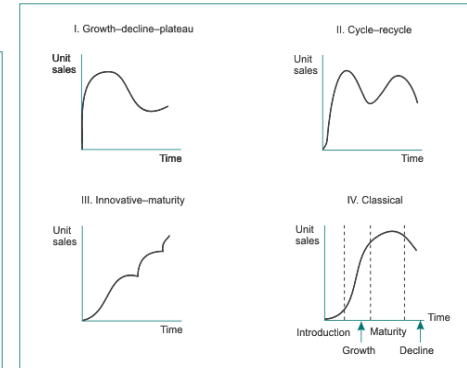 I. Growth–decline–plateau
Unit
sales
Time
II. Cycle–recycle
Unit
sales
Time
III. Innovative–maturity
Unit
sales
Time
IV. Classical
Unit
sales
Time
Introduction
Maturity
Growth
Decline